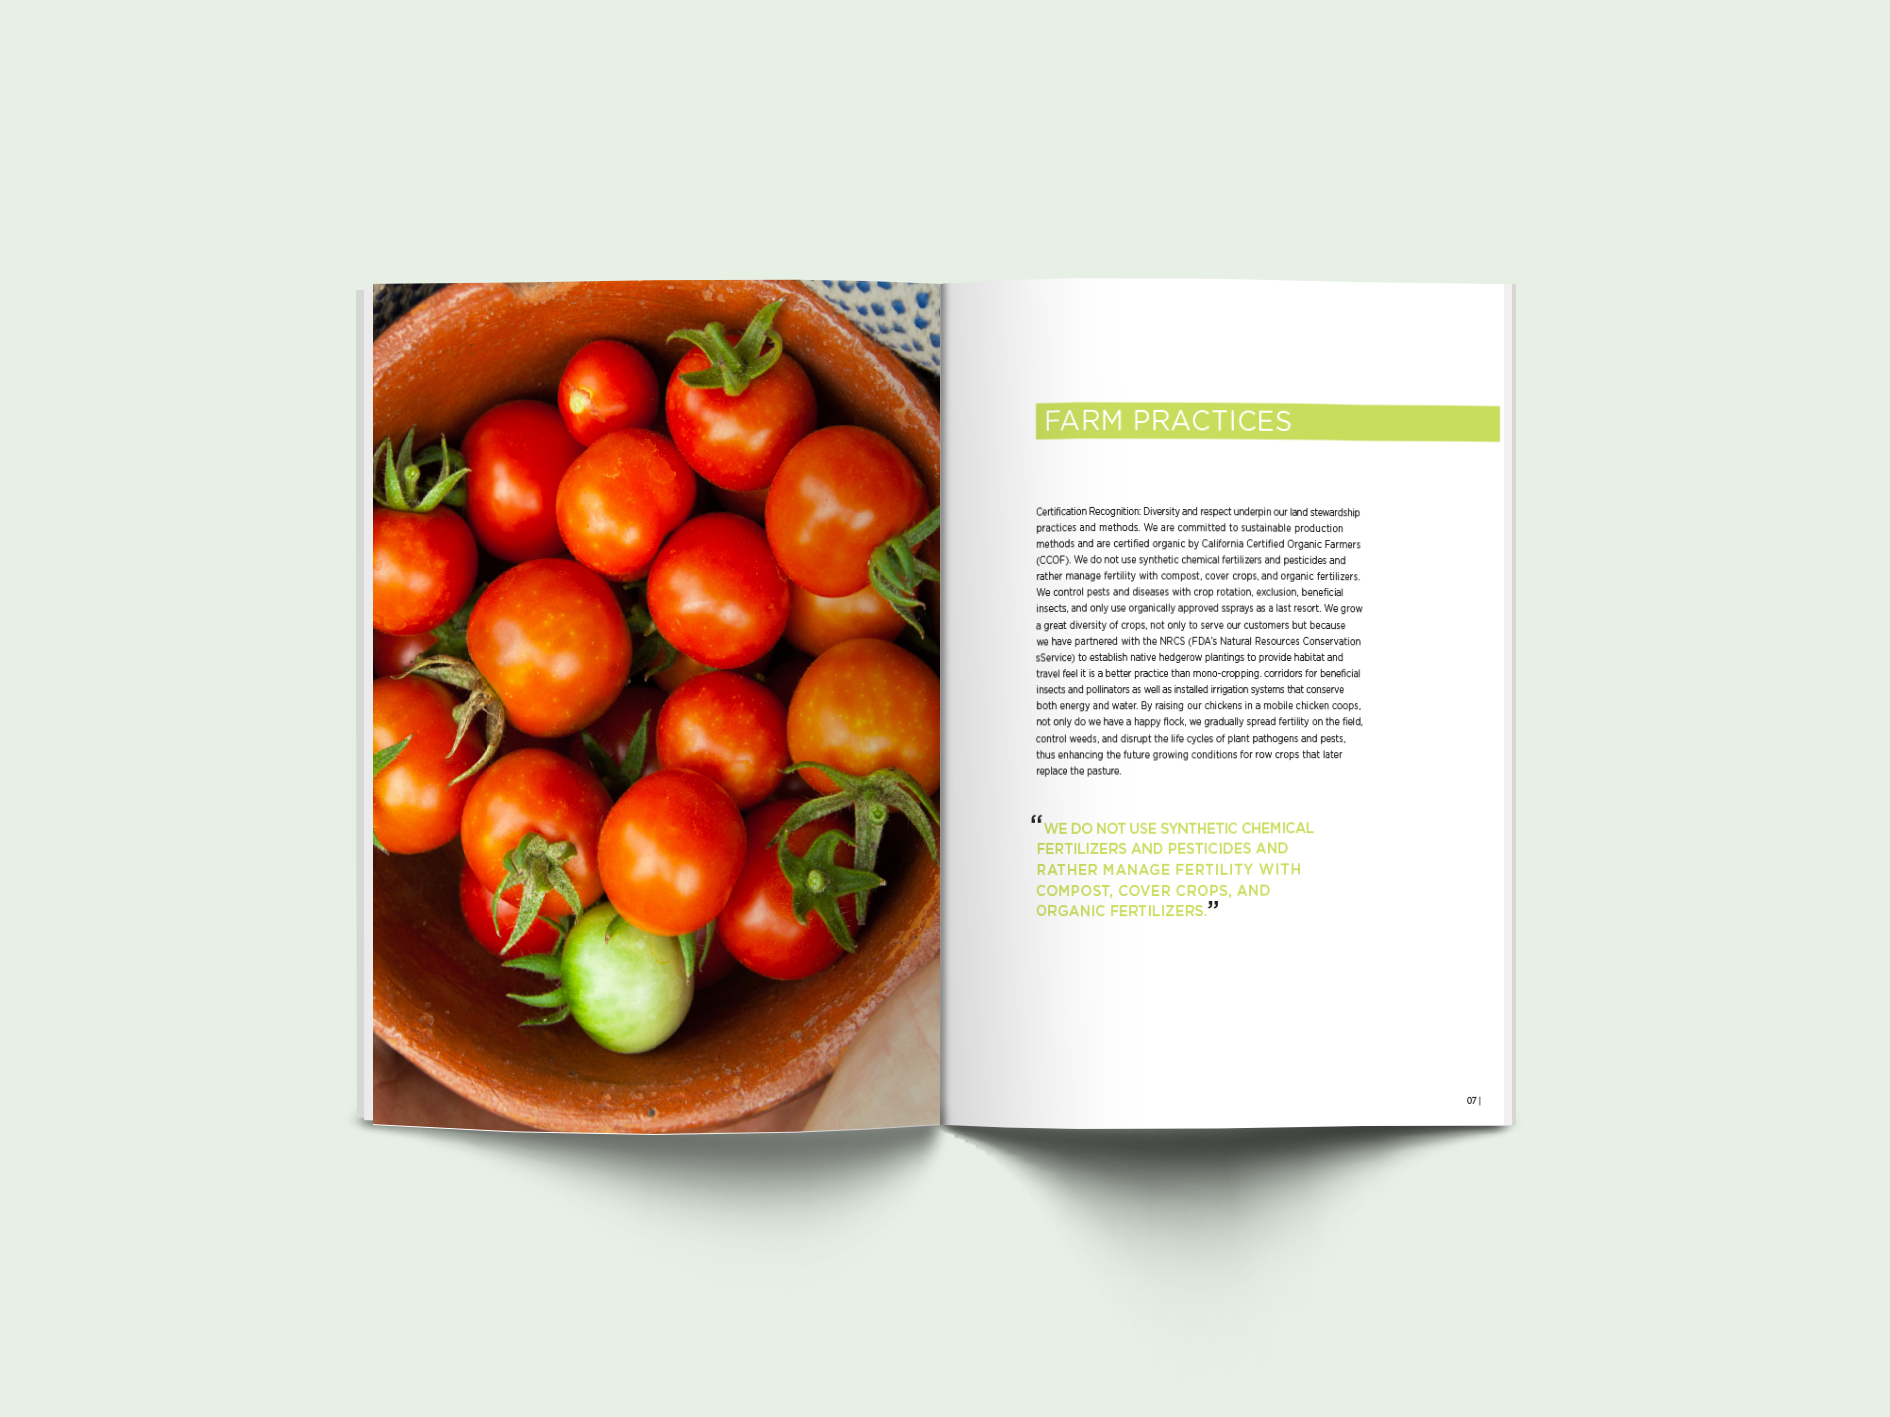 FARM PRACTICES
Certification Recognition: Diversity and respect underpin our land stewardship
practices and methods. We are committed to sustainable production
methods and are certified organic by California Certified Organic Farmers
(CCOF). We do not use synthetic chemical fertilizers and pesticides and
rather manage fertility with compost, cover crops, and organic fertilizers.
We control pests and diseases with crop rotation, exclusion, beneficial
insects, and only use organically approved ssprays as a last resort. We grow
a great diversity of crops, not only to serve our customers but because
we have partnered with the NRCS (FDA's Natural Resources Conservation
sService) to establish native hedgerow plantings to provide habitat and
travel feel it is a better practice than mono-cropping. corridors for beneficial
insects and pollinators as well as installed irrigation systems that conserve
both energy and water. By raising our chickens in a mobile chicken coops,
not only do we have a happy flock, we gradually spread fertility on the field,
control weeds, and disrupt the life cycles of plant pathogens and pests,
thus enhancing the future growing conditions for row crops that later
replace the pasture.
“WE DO NOT USE SYNTHETIC CHEMICAL
FERTILIZERS AND PESTICIDES AND
RATHER MANAGE FERTILITY WITH
COMPOST, COVER CROPS, AND
ORGANIC FERTILIZERS.”
07 |